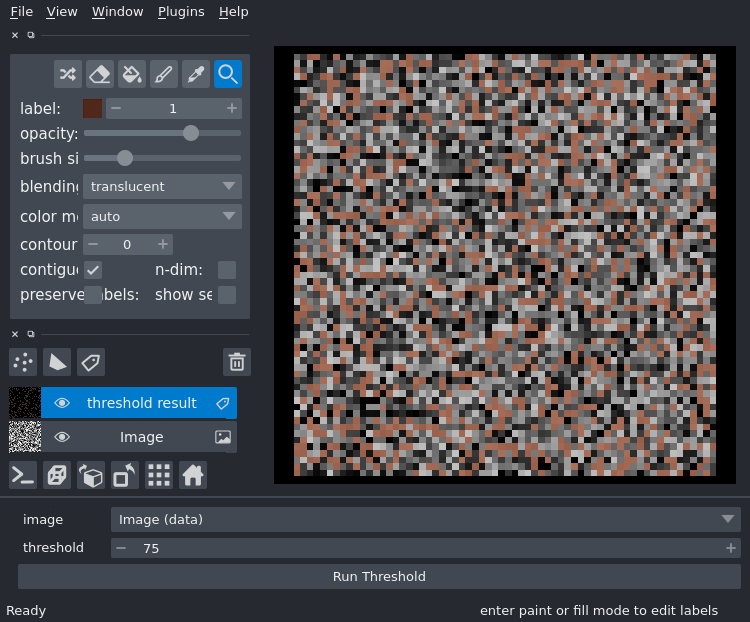 File View Window Plugins Help
label: 1
opacity:
brush si
blending translucent
color m auto
contour 0
contigu n-dim:
preserve abels: show se
threshold result
Image
image Image (data)
threshold 75
Run Threshold
Ready enter paint or fill mode to edit labels